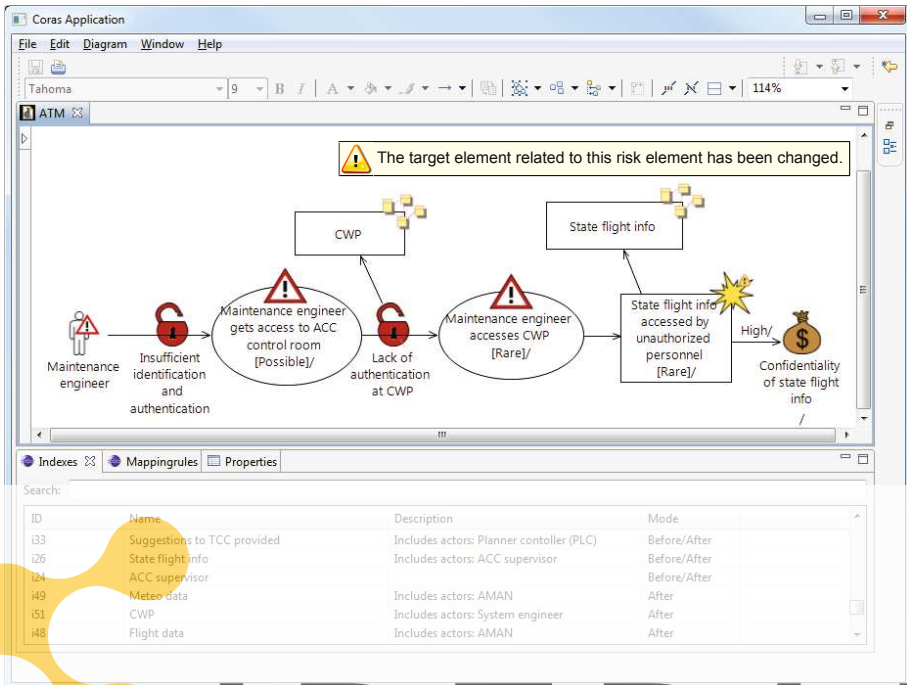 Coras Application
File Edit Diagram Window Help
Tahoma 9 B I A 114%
ATM
The target element related to this risk element has been changed.
CWP
State flight info
Maintenance engineer
gets access to ACC
control room
[Possible]/
Maintenance engineer
accesses CWP
[Rare]/
State flight info
accessed by
unauthorized
personnel
[Rare]/
High/
Maintenance
engineer
Insufficient
identification
and
authentication
Lack of
authentication
at CWP
Confidentiality
of state flight
info
/
Indexes Mappingrules Properties
Search:
ID Name Description Mode
i33 Suggestions to TCC provided Includes actors: Planner contoller (PLC) Before/After
i26 State flight info Includes actors: ACC supervisor Before/After
i24 ACC supervisor Before/After
i49 Meteo data Includes actors: AMAN After
i51 CWP Includes actors: System engineer After
i48 Flight data Includes actors: AMAN After